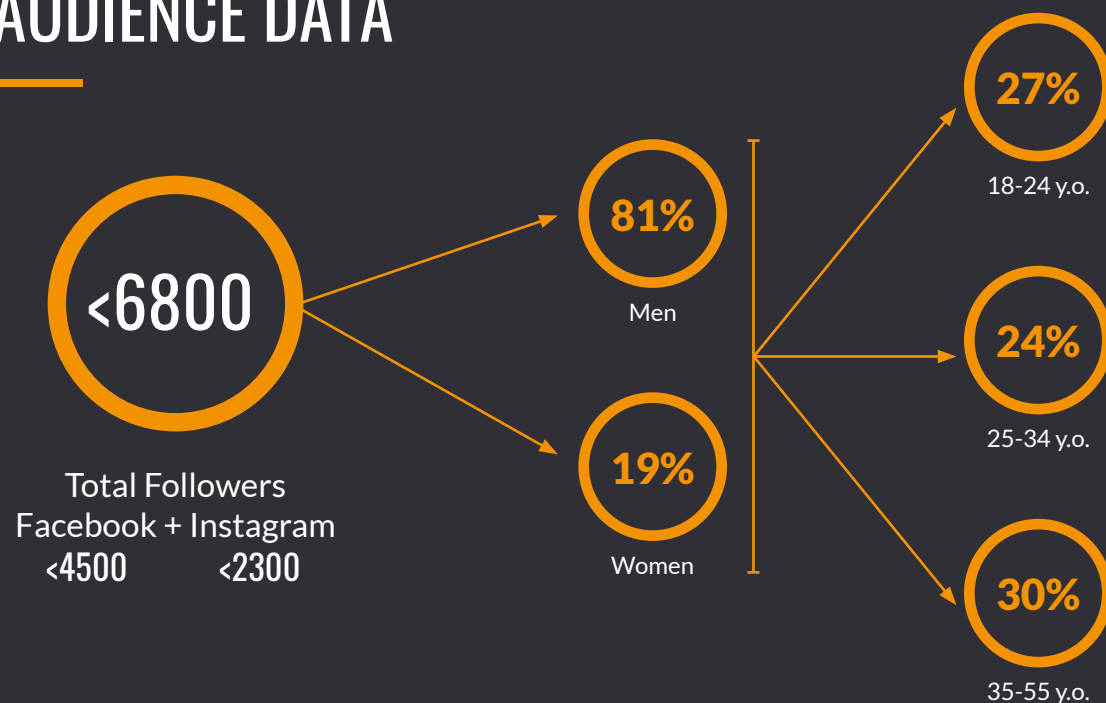 AUDIENCE DATA
<6800
Total Followers
Facebook + Instagram
<4500 <2300
81%
Men
19%
Women
27%
18-24 y.o.
24%
25-34 y.o.
30%
35-55 y.o.